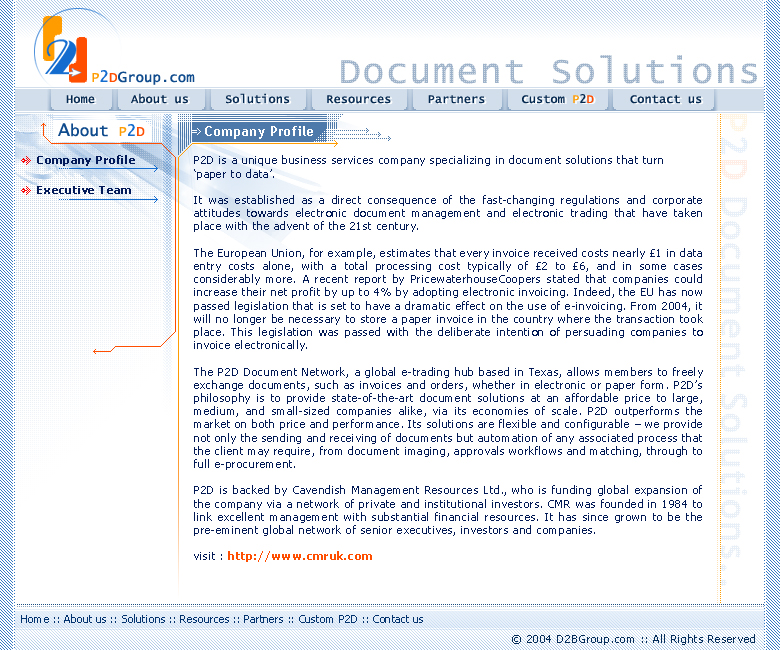 P2DGroup.com
Document Solutions
Home About us Solutions Resources Partners Custom P2D Contact us
About P2D
Company Profile
Executive Team
Company Profile
P2D is a unique business services company specializing in document solutions that turn
‘paper to data’.
It was established as a direct consequence of the fast-changing regulations and corporate
attitudes towards electronic document management and electronic trading that have taken
place with the advent of the 21st century.
The European Union, for example, estimates that every invoice received costs nearly £1 in data
entry costs alone, with a total processing cost typically of £2 to £6, and in some cases
considerably more. A recent report by PricewaterhouseCoopers stated that companies could
increase their net profit by up to 4% by adopting electronic invoicing. Indeed, the EU has now
passed legislation that is set to have a dramatic effect on the use of e-invoicing. From 2004, it
will no longer be necessary to store a paper invoice in the country where the transaction took
place. This legislation was passed with the deliberate intention of persuading companies to
invoice electronically.
The P2D Document Network, a global e-trading hub based in Texas, allows members to freely
exchange documents, such as invoices and orders, whether in electronic or paper form. P2D’s
philosophy is to provide state-of-the-art document solutions at an affordable price to large,
medium, and small-sized companies alike, via its economies of scale. P2D outperforms the
market on both price and performance. Its solutions are flexible and configurable – we provide
not only the sending and receiving of documents but automation of any associated process that
the client may require, from document imaging, approvals workflows and matching, through to
full e-procurement.
P2D is backed by Cavendish Management Resources Ltd., who is funding global expansion of
the company via a network of private and institutional investors. CMR was founded in 1984 to
link excellent management with substantial financial resources. It has since grown to be the
pre-eminent global network of senior executives, investors and companies.
visit : http://www.cmruk.com
P2D Document Solutions...
Home :: About us :: Solutions :: Resources :: Partners :: Custom P2D :: Contact us
© 2004 D2BGroup.com :: All Rights Reserved